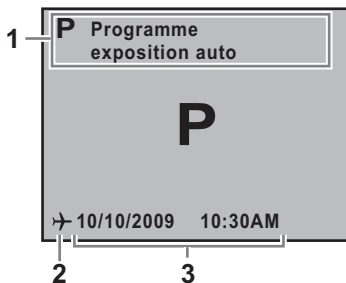 1
P Programme
exposition auto
P
10/10/2009 10:30AM
2 3